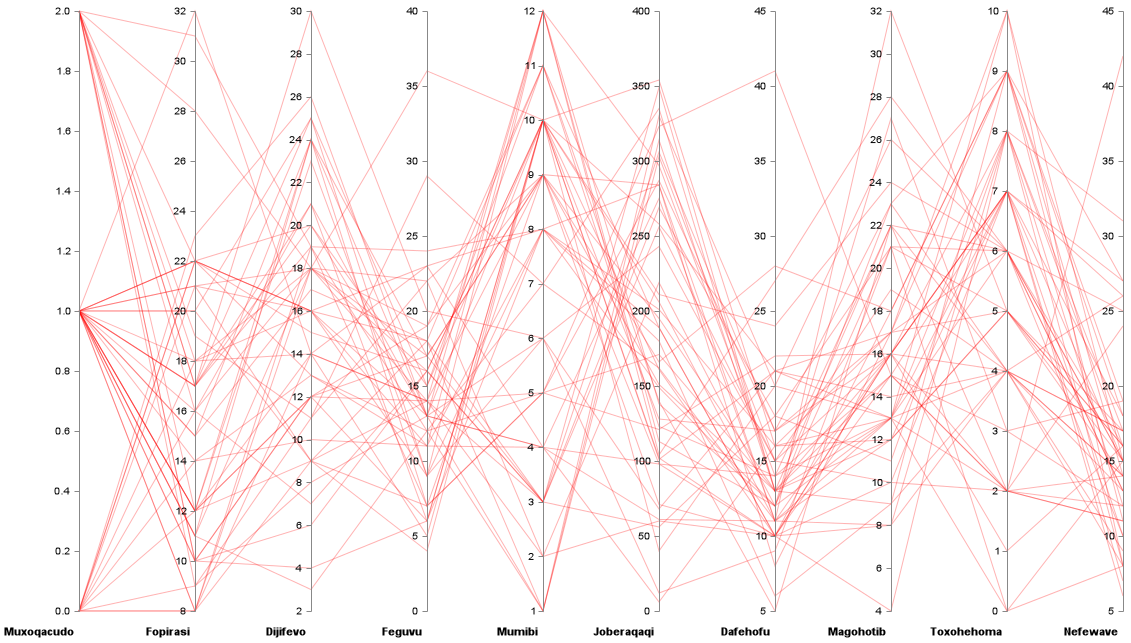 2.0 32 30 40 12 400 45 32 10 45
1.8 30 28 35 11 350 40 30 9 40
1.6 28 26 30 10 300 35 28 8 35
1.4 26 24 25 9 250 30 26 7 30
1.2 24 22 20 8 200 25 24 6 25
1.0 22 20 15 7 150 20 22 5 20
0.8 20 18 10 6 100 15 20 4 15
0.6 18 16 5 5 50 10 18 3 10
0.4 16 14 0 4 0 5 16 2 5
0.2 14 12 3 14 1
0.0 12 10 2 12 0
10 8 1 10
8 6 8
4 6
2 4
Muxoqacudo Fopirasi Dijifevo Feguvu Mumibi Joberaqaqi Dafehofu Magohotib Toxohehoma Nefewave